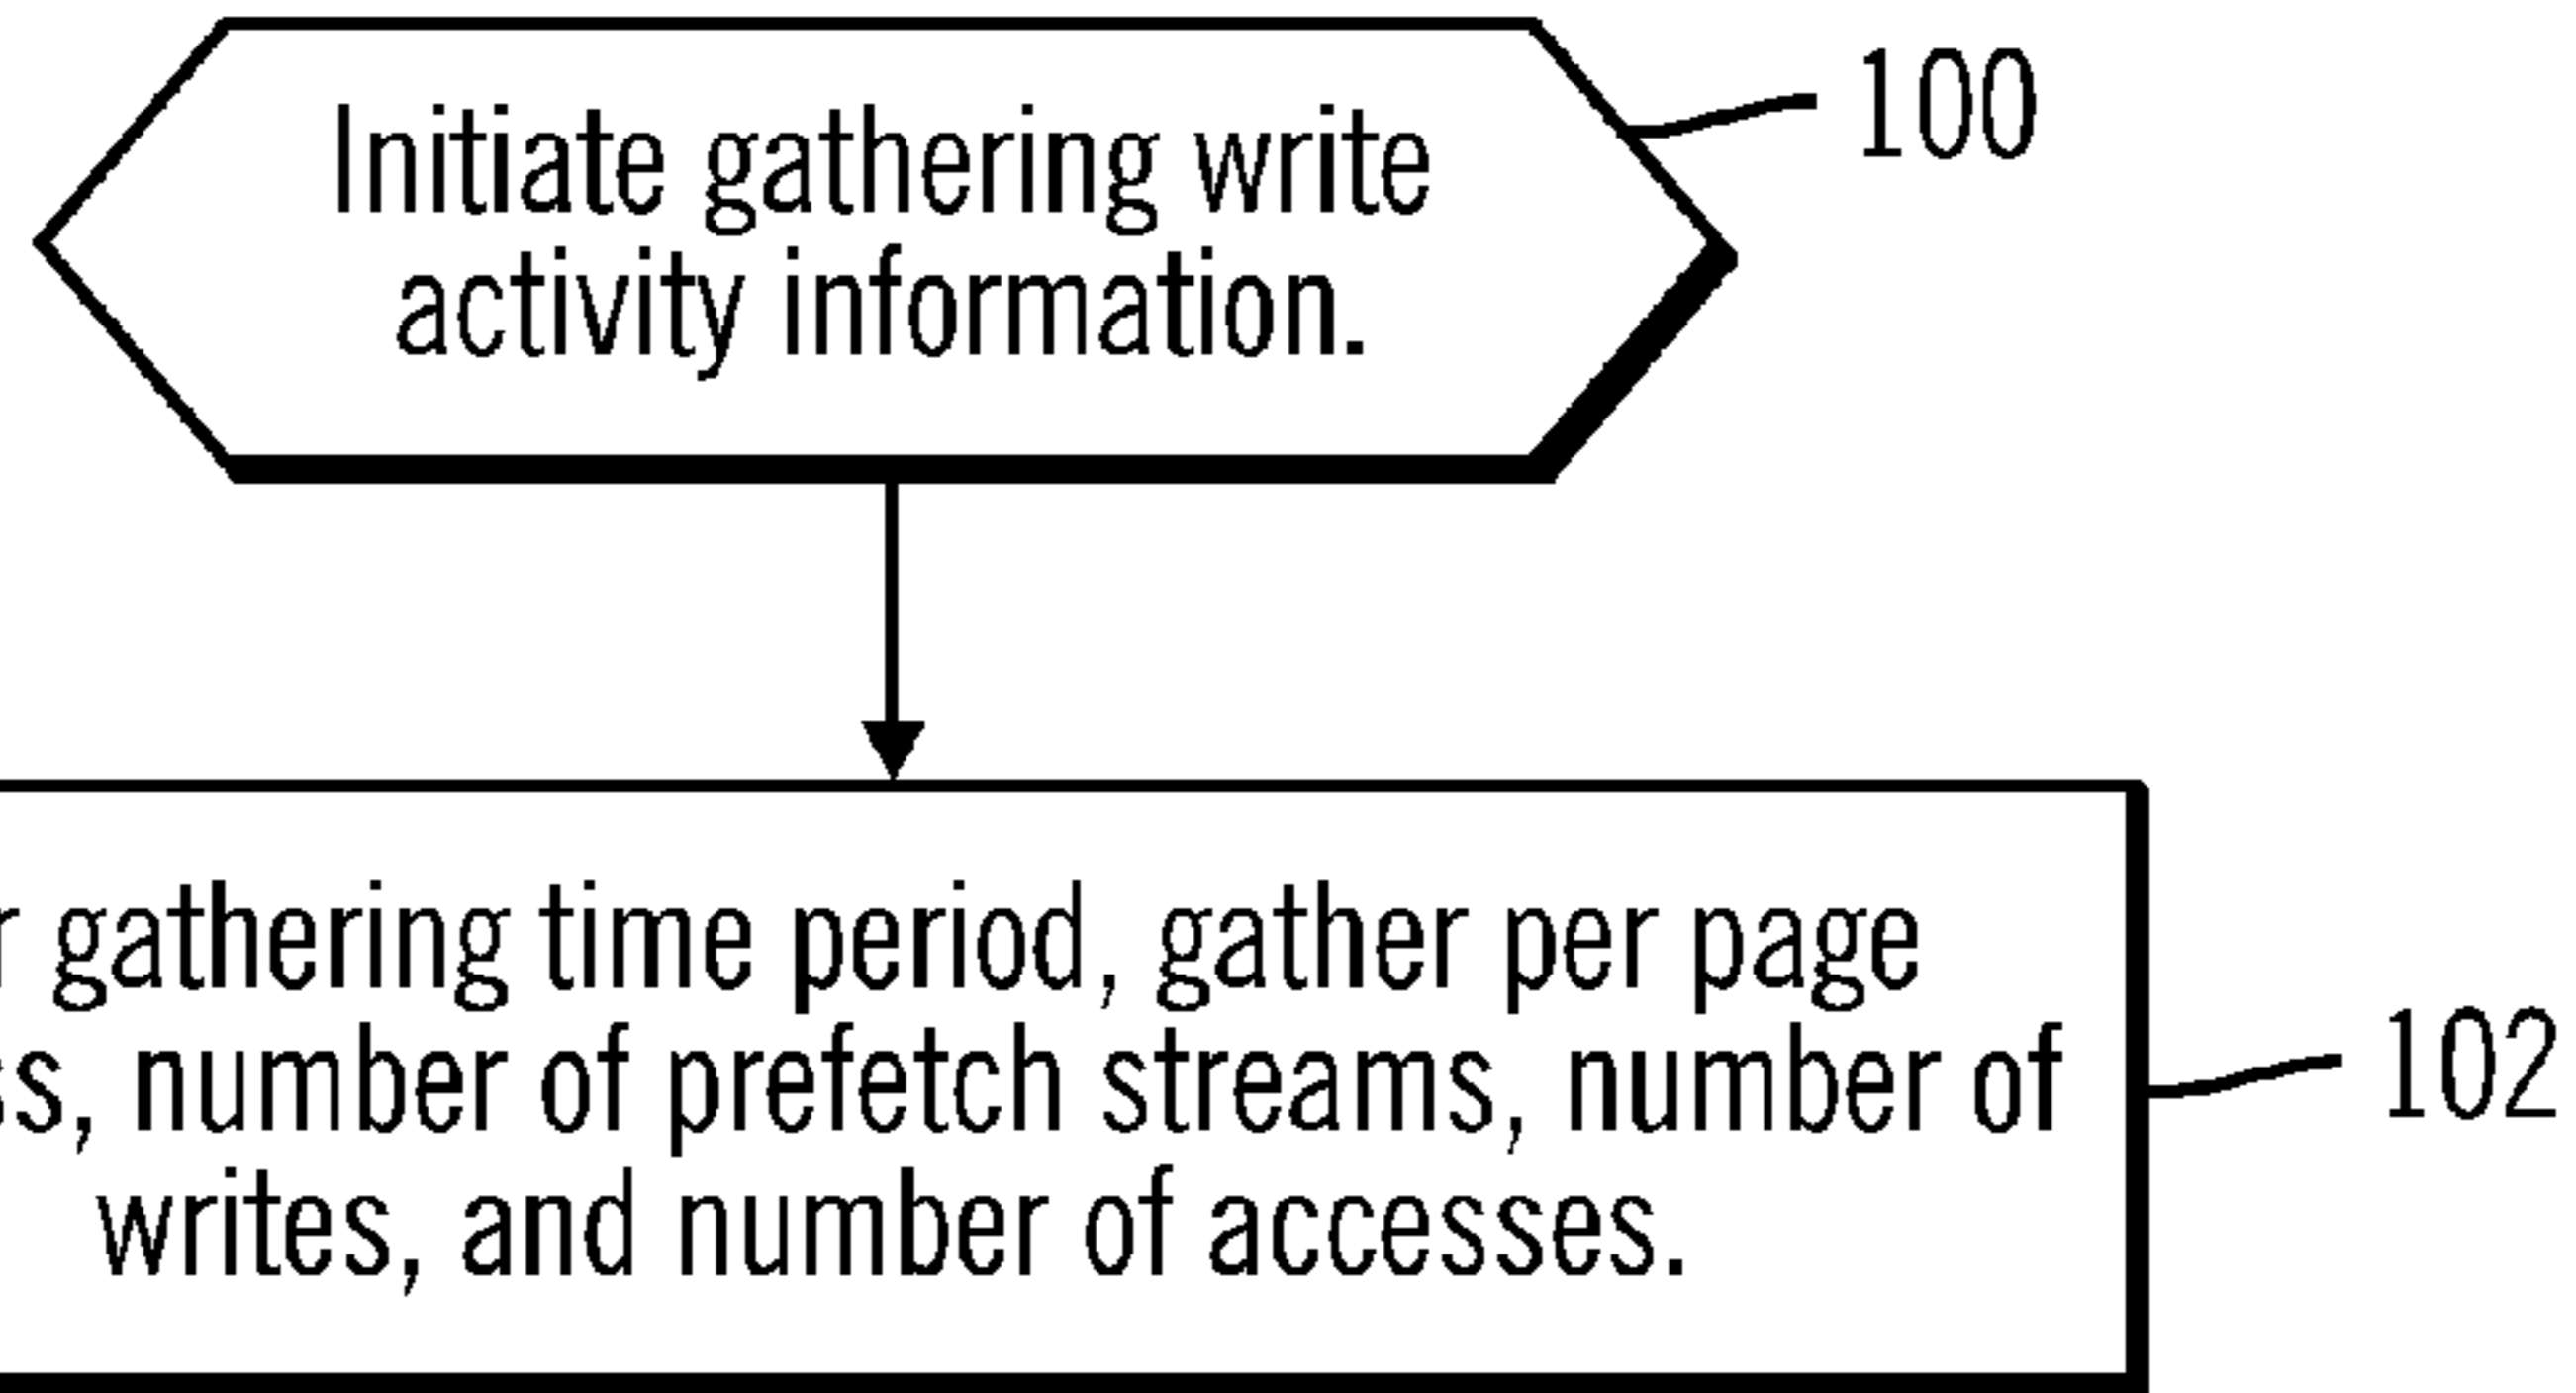 Initiate gathering write
100
activity information.
gathering time period, gather per page
number of prefetch streams, number of
102
writes, and number of accesses.